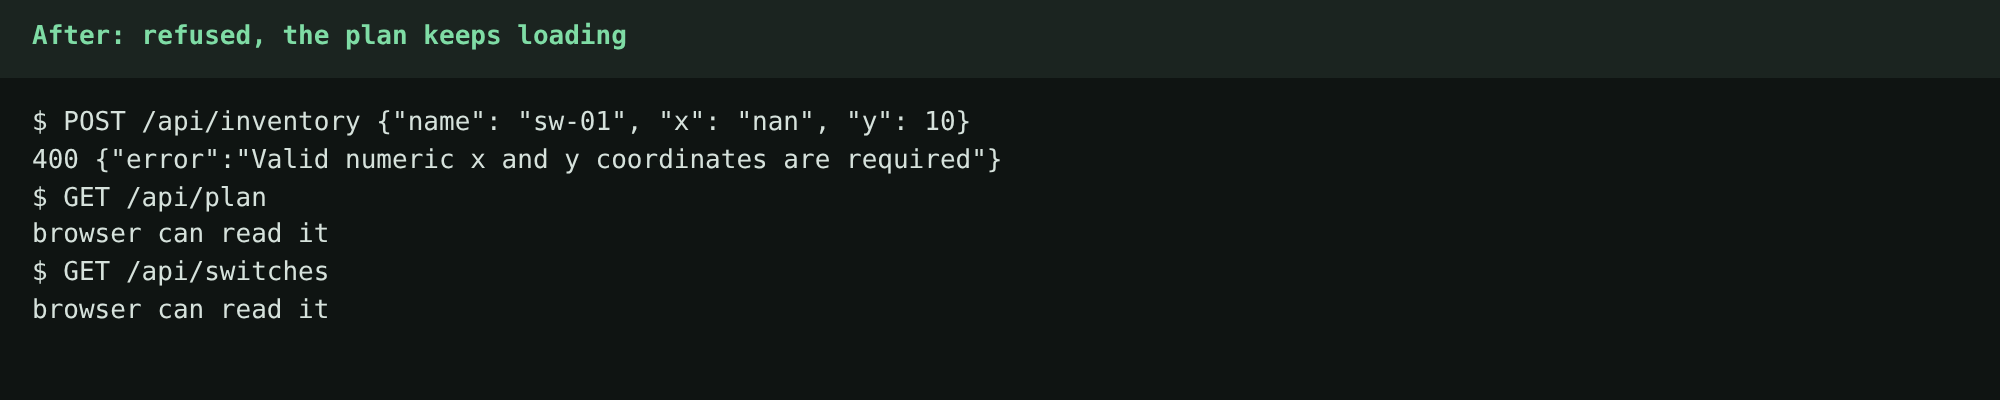 After: refused, the plan keeps loading
$ POST /api/inventory {"name": "sw-01", "x": "nan", "y": 10}
400 {"error":"Valid numeric x and y coordinates are required"}
$ GET /api/plan
browser can read it
$ GET /api/switches
browser can read it